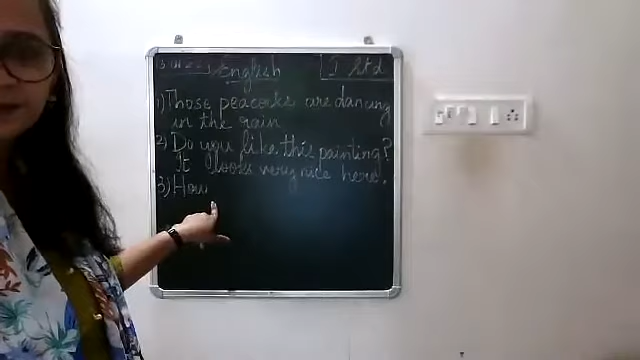 English
I std
1) Those peacocks are dancing
in the rain
2) Do you like this painting?
It looks very nice here.
3) How